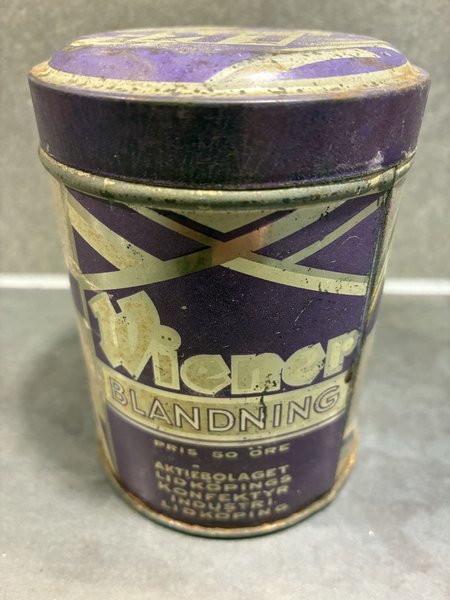 Wiener
BLANDNING
PRIS 50 ÖRE
AKTIEBOLAGET
LIDKÖPINGS
KONFEKTYR
INDUSTRI
LIDKÖPING